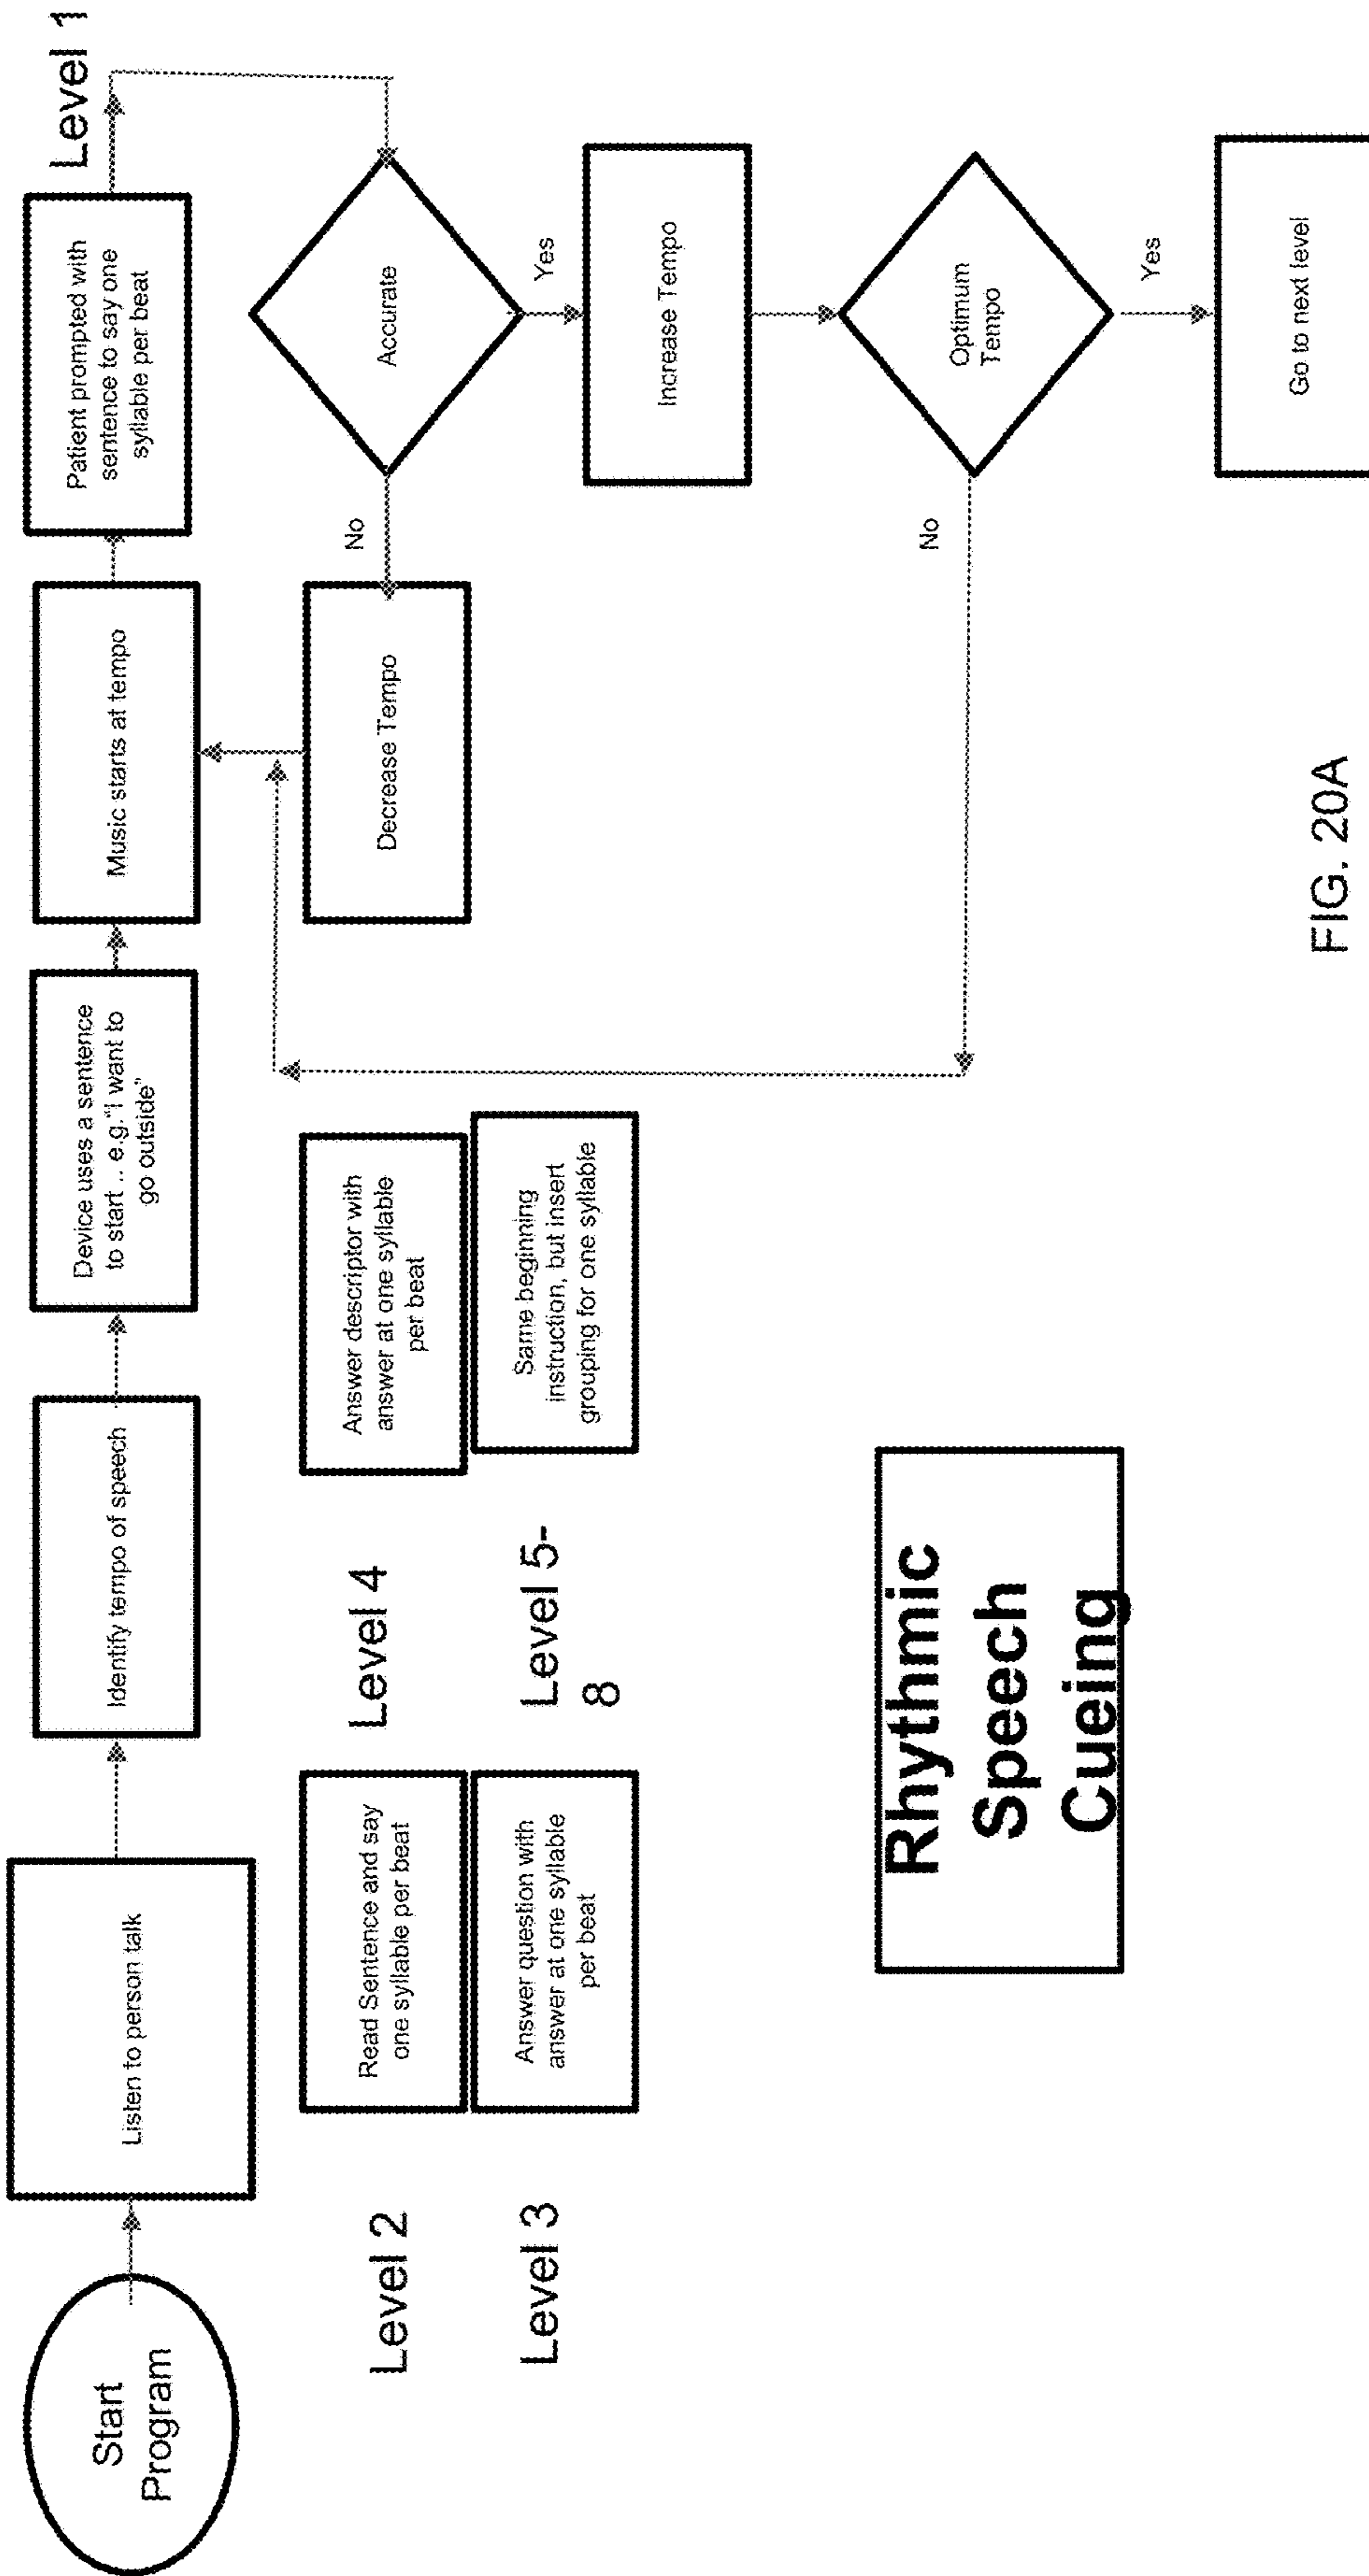 Start
Program
Listen to person talk
Identify tempo of speech
Device uses a sentence
to start .. e.g."I want to
go outside"
Music starts at tempo
Patient prompted with
sentence to say one
syllable per beat
Level 1
Level 2
Read Sentence and say
one syllable per beat
Level 4
Answer descriptor with
answer at one syllable
per beat
Decrease Tempo
No
Accurate
Level 3
Answer question with
answer at one syllable
per beat
Level 5-
8
Same beginning
instruction, but insert
grouping for one syllable
Yes
Increase Tempo
Rhythmic
Speech
Cueing
No
Optimum
Tempo
Yes
Go to next level
FIG. 20A